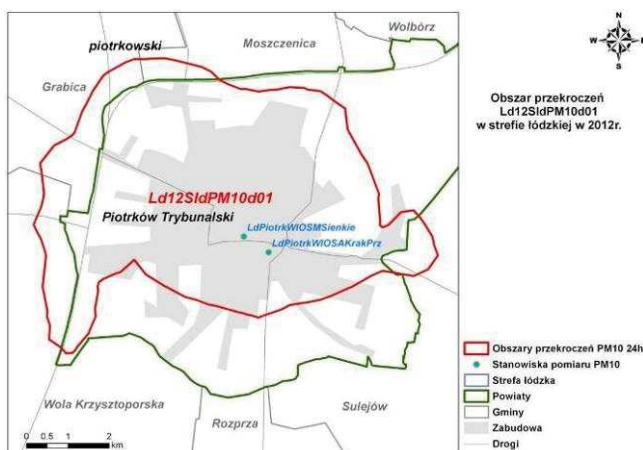 Wolbórz
piotrkowski
Moszczenica
Grabica
N
W
E
S
Obszar przekroczeń
Ld12SldPM10d01
w strefie łódzkiej w 2012r.
Ld12SldPM10d01
Piotrków Trybunalski
LdPiotrkWIOSMSienkie
LdPiotrkWIOSAKrakPrz
Obszary przekroczeń PM10 24h
Stanowiska pomiaru PM10
Strefa łódzka
Powiaty
Gminy
Zabudowa
Drogi
Wola Krzysztoporska
Rozprza
Sulejów
0 0.5 1 2
km